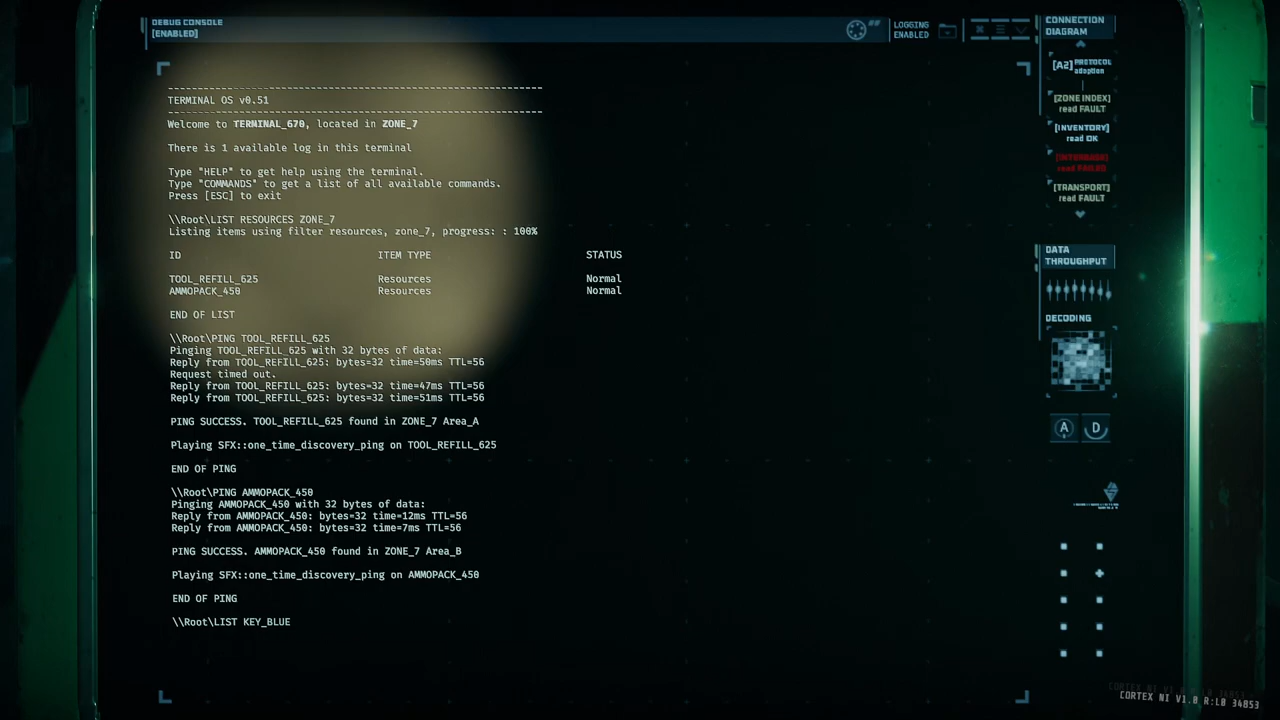 DEBUG CONSOLE
[ENABLED]
LOGGING
ENABLED
CONNECTION
DIAGRAM
[A2] PROTOCOL
adoption
[ZONE INDEX]
read FAULT
[INVENTORY]
read OK
read FAILED
[TRANSPORT]
read FAULT
DATA
THROUGHPUT
DECODING
A D
----------------------------------------------------------------
TERMINAL OS v0.51
----------------------------------------------------------------
Welcome to TERMINAL_670, located in ZONE_7
There is 1 available log in this terminal
Type "HELP" to get help using the terminal.
Type "COMMANDS" to get a list of all available commands.
Press [ESC] to exit
\\Root\LIST RESOURCES ZONE_7
Listing items using filter resources, zone_7, progress: : 100%
ID ITEM TYPE STATUS
TOOL_REFILL_625 Resources Normal
AMMOPACK_450 Resources Normal
END OF LIST
\\Root\PING TOOL_REFILL_625
Pinging TOOL_REFILL_625 with 32 bytes of data:
Reply from TOOL_REFILL_625: bytes=32 time=50ms TTL=56
Request timed out.
Reply from TOOL_REFILL_625: bytes=32 time=47ms TTL=56
Reply from TOOL_REFILL_625: bytes=32 time=51ms TTL=56
PING SUCCESS. TOOL_REFILL_625 found in ZONE_7 Area_A
Playing SFX::one_time_discovery_ping on TOOL_REFILL_625
END OF PING
\\Root\PING AMMOPACK_450
Pinging AMMOPACK_450 with 32 bytes of data:
Reply from AMMOPACK_450: bytes=32 time=12ms TTL=56
Reply from AMMOPACK_450: bytes=32 time=7ms TTL=56
PING SUCCESS. AMMOPACK_450 found in ZONE_7 Area_B
Playing SFX::one_time_discovery_ping on AMMOPACK_450
END OF PING
\\Root\LIST KEY_BLUE
CORTEX NI V1.0 R:L0 34853